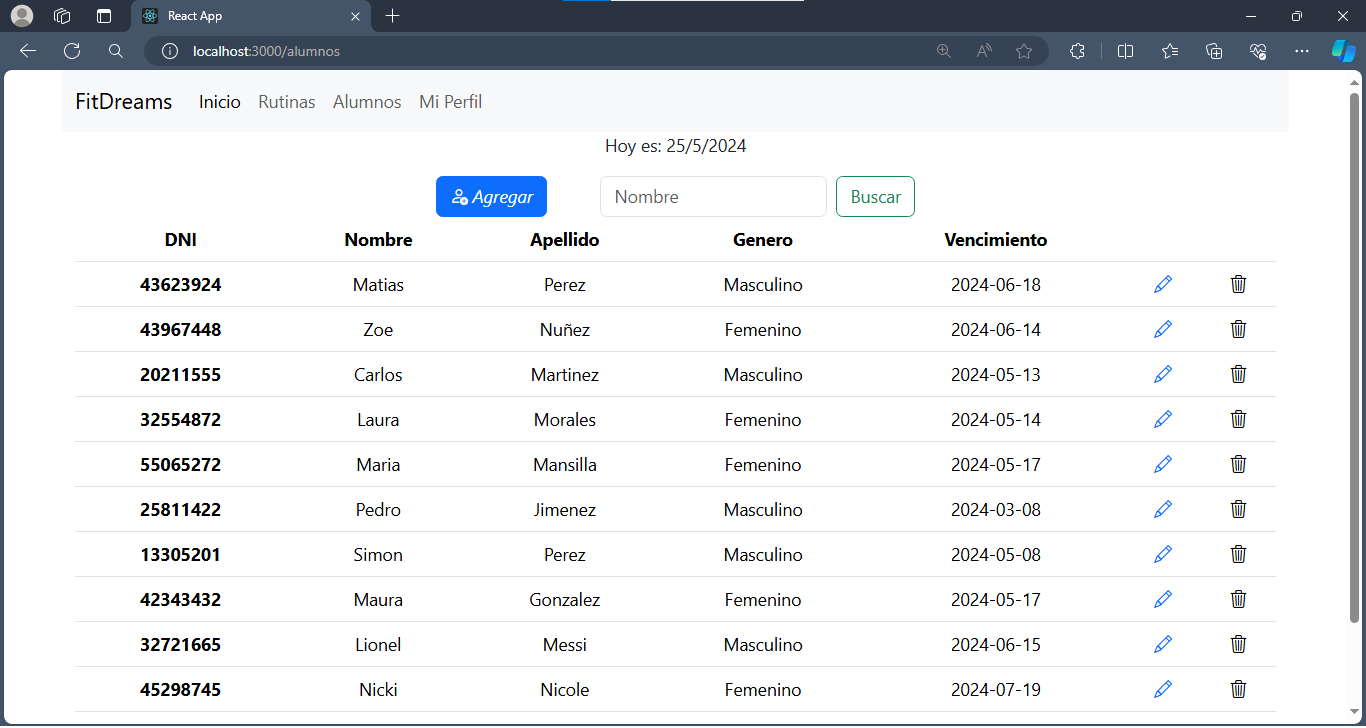 React App
localhost:3000/alumnos
FitDreams Inicio Rutinas Alumnos Mi Perfil
Hoy es: 25/5/2024
Agregar Nombre Buscar
DNI Nombre Apellido Genero Vencimiento
43623924 Matias Perez Masculino 2024-06-18
43967448 Zoe Nuñez Femenino 2024-06-14
20211555 Carlos Martinez Masculino 2024-05-13
32554872 Laura Morales Femenino 2024-05-14
55065272 Maria Mansilla Femenino 2024-05-17
25811422 Pedro Jimenez Masculino 2024-03-08
13305201 Simon Perez Masculino 2024-05-08
42343432 Maura Gonzalez Femenino 2024-05-17
32721665 Lionel Messi Masculino 2024-06-15
45298745 Nicki Nicole Femenino 2024-07-19